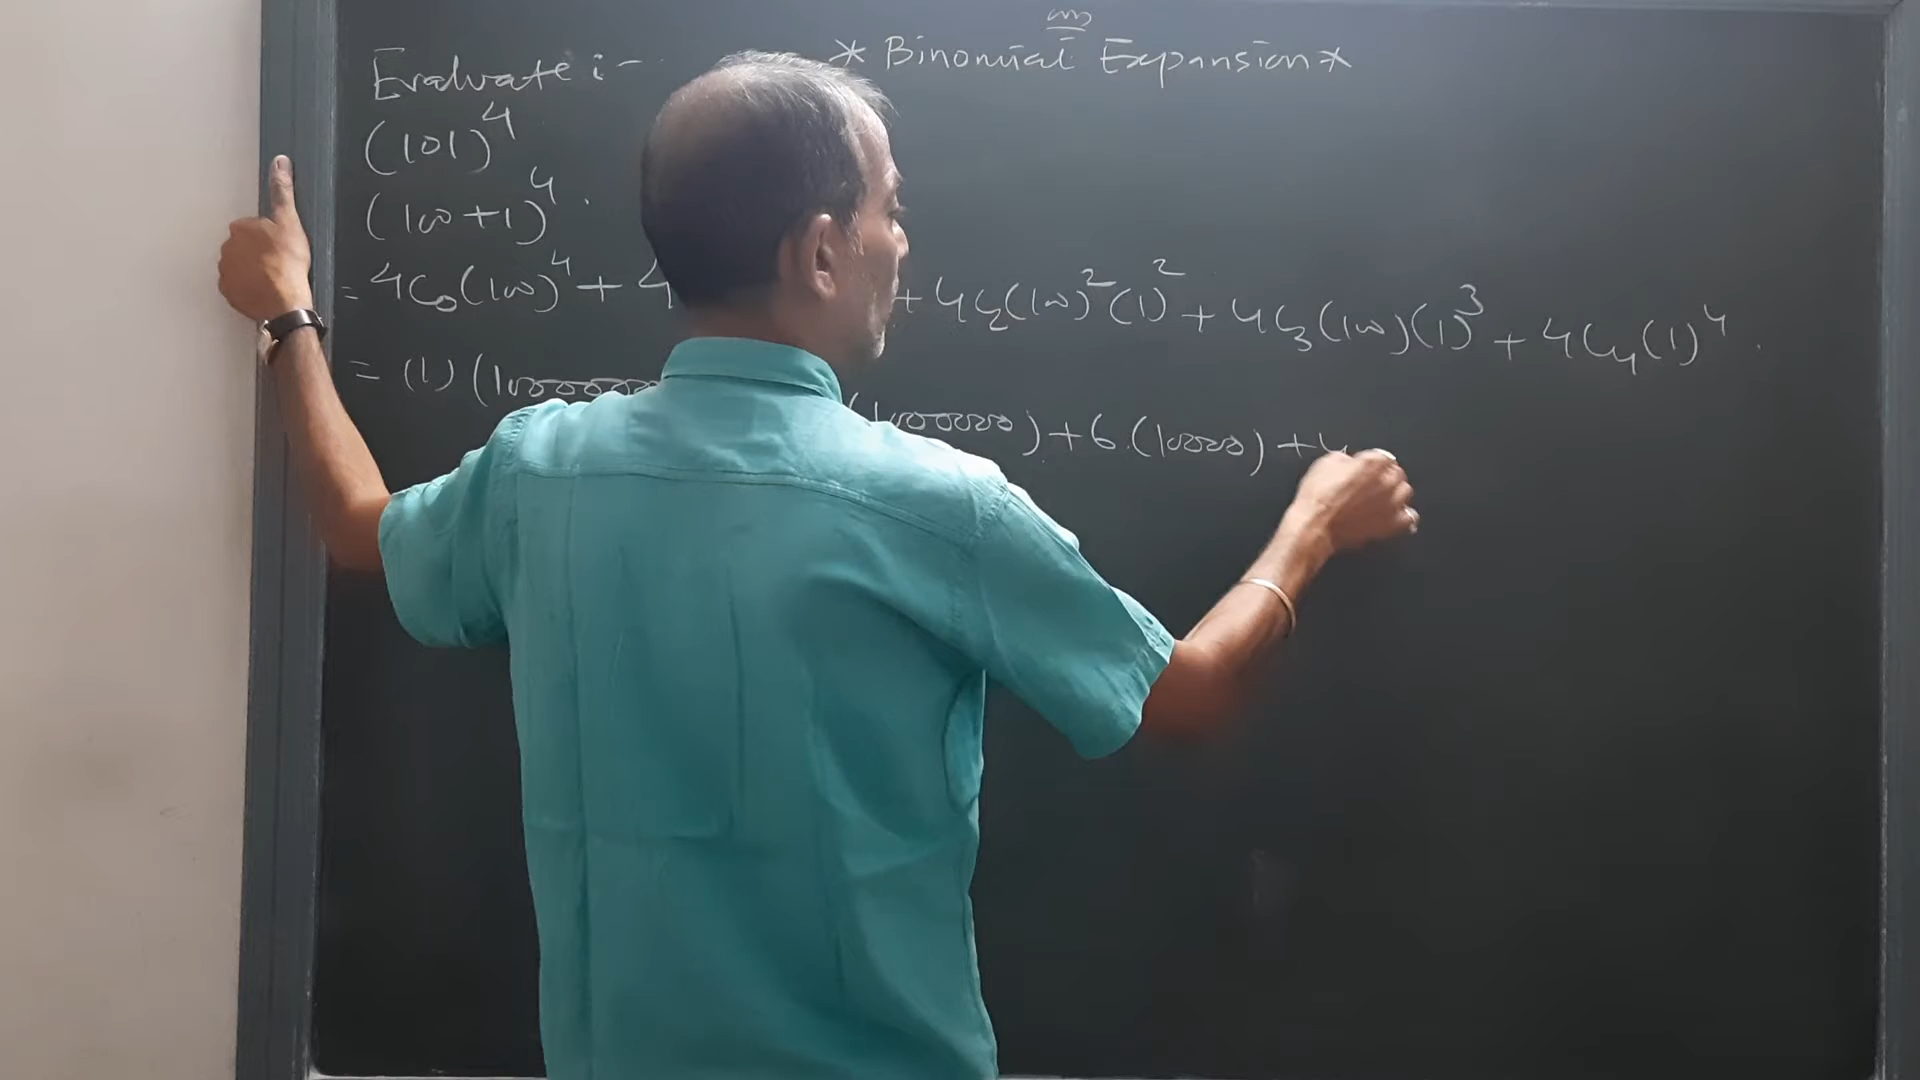 ளு
* Binomial Expansion *
Evaluate :-
(101)^4
(100+1)^4.
= 4C0(100)^4 + 4 + 4C2(100)^2(1)^2 + 4C3(100)(1)^3 + 4C4(1)^4.
= (1)(100000000 (1000000) + 6.(10000) + 4